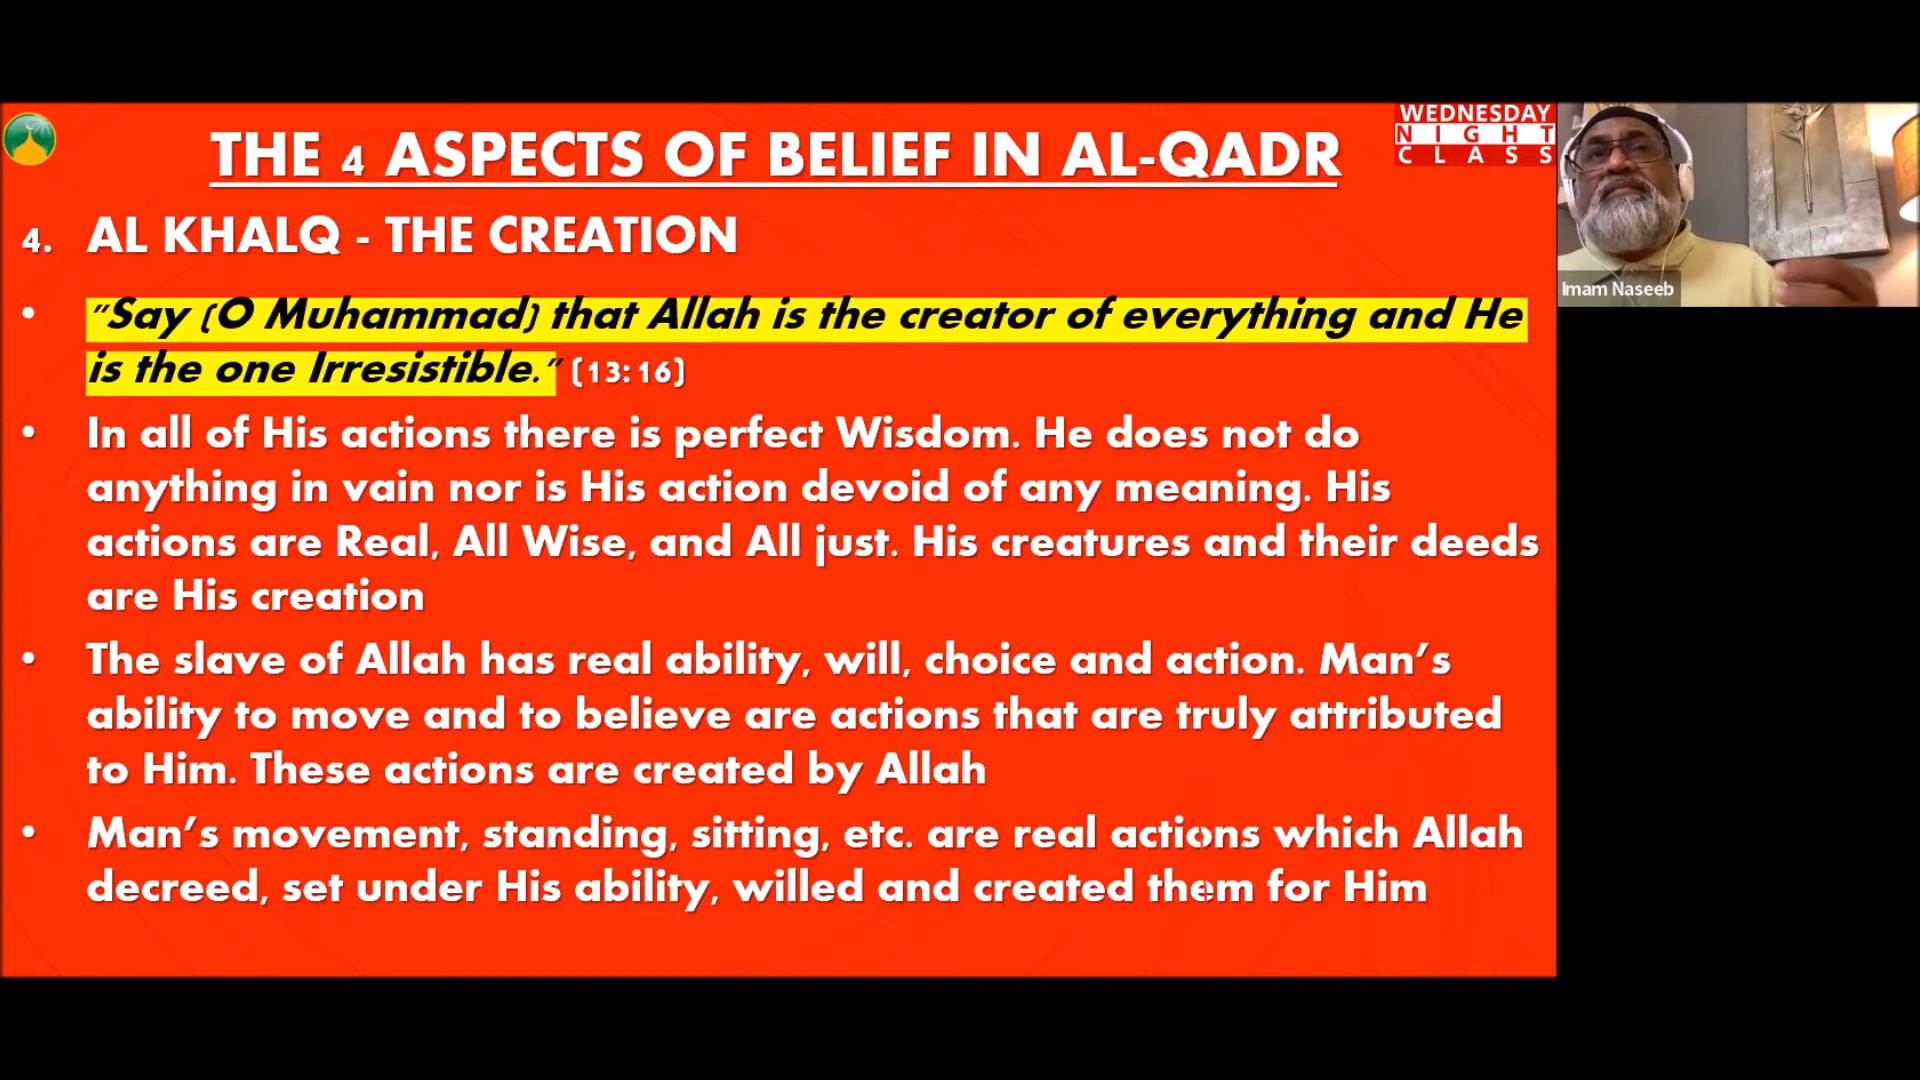 THE 4 ASPECTS OF BELIEF IN AL-QADR
WEDNESDAY
NIGHT
CLASS
4. AL KHALQ - THE CREATION
• "Say (O Muhammad) that Allah is the creator of everything and He
is the one Irresistible." (13:16)
• In all of His actions there is perfect Wisdom. He does not do
anything in vain nor is His action devoid of any meaning. His
actions are Real, All Wise, and All just. His creatures and their deeds
are His creation
• The slave of Allah has real ability, will, choice and action. Man's
ability to move and to believe are actions that are truly attributed
to Him. These actions are created by Allah
• Man's movement, standing, sitting, etc. are real actions which Allah
decreed, set under His ability, willed and created them for Him
Imam Naseeb